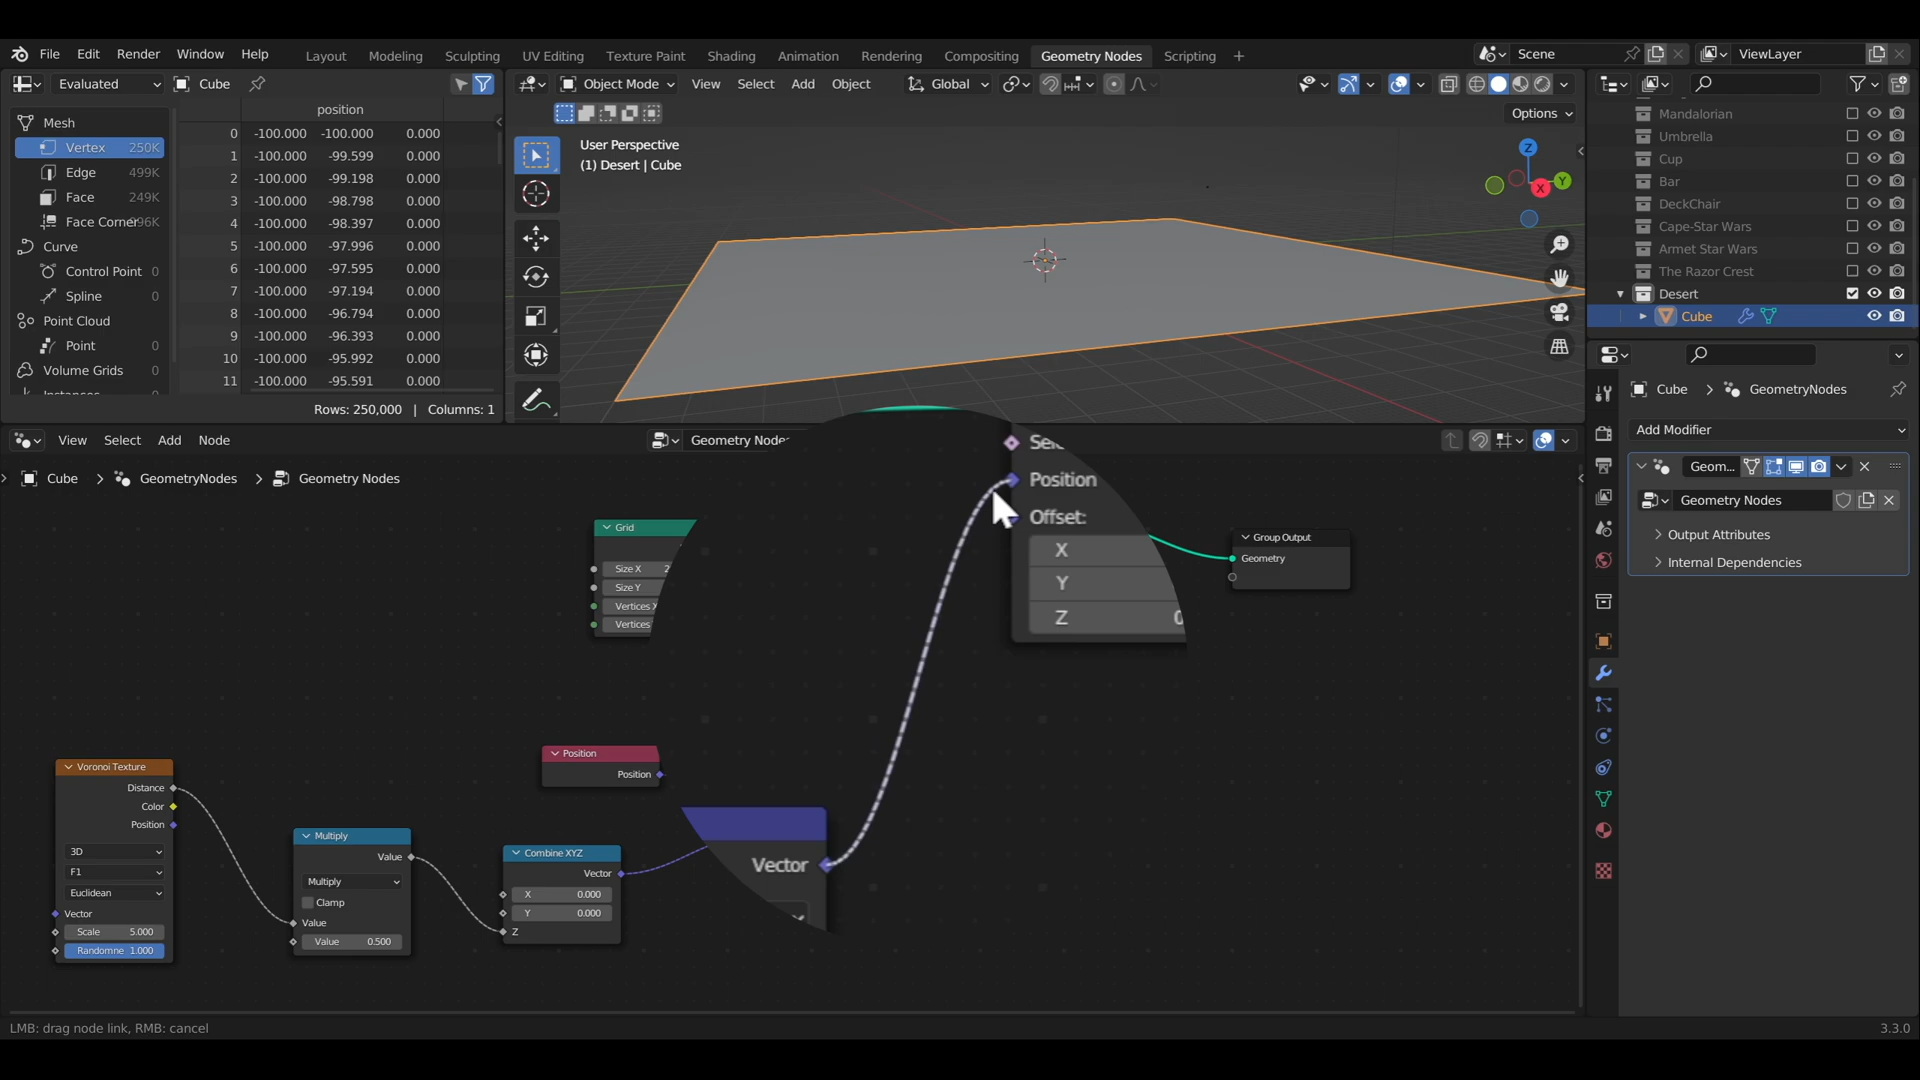 File Edit Render Window Help
Layout Modeling Sculpting UV Editing Texture Paint Shading Animation Rendering Compositing Geometry Nodes Scripting +
Scene
ViewLayer
Evaluated
Cube
Object Mode
View Select Add Object
Global
Options
position
Mesh
Vertex 250K
Edge 499K
Face 249K
Face Corner 996K
Curve
Control Point 0
Spline 0
Point Cloud
Point 0
Volume Grids
Instances
0 -100.000 -100.000 0.000
1 -100.000 -99.599 0.000
2 -100.000 -99.198 0.000
3 -100.000 -98.798 0.000
4 -100.000 -98.397 0.000
5 -100.000 -97.996 0.000
6 -100.000 -97.595 0.000
7 -100.000 -97.194 0.000
8 -100.000 -96.794 0.000
9 -100.000 -96.393 0.000
10 -100.000 -95.992 0.000
11 -100.000 -95.591 0.000
Rows: 250,000 | Columns: 1
User Perspective
(1) Desert | Cube
Z
Y
X
Mandalorian
Umbrella
Cup
Bar
DeckChair
Cape-Star Wars
Armet Star Wars
The Razor Crest
Desert
Cube
Cube > GeometryNodes
Add Modifier
Geom...
Geometry Nodes
Output Attributes
Internal Dependencies
View Select Add Node
Geometry Nodes
Cube > GeometryNodes > Geometry Nodes
Grid
Size X 2
Size Y
Vertices X
Vertices
Position
Offset:
X
Y
Z
Group Output
Geometry
Position
Position
Voronoi Texture
Distance
Color
Position
3D
F1
Euclidean
Vector
Scale 5.000
Randomne 1.000
Multiply
Value
Multiply
Clamp
Value
Value 0.500
Combine XYZ
Vector
X 0.000
Y 0.000
Z
Vector
LMB: drag node link, RMB: cancel
3.3.0